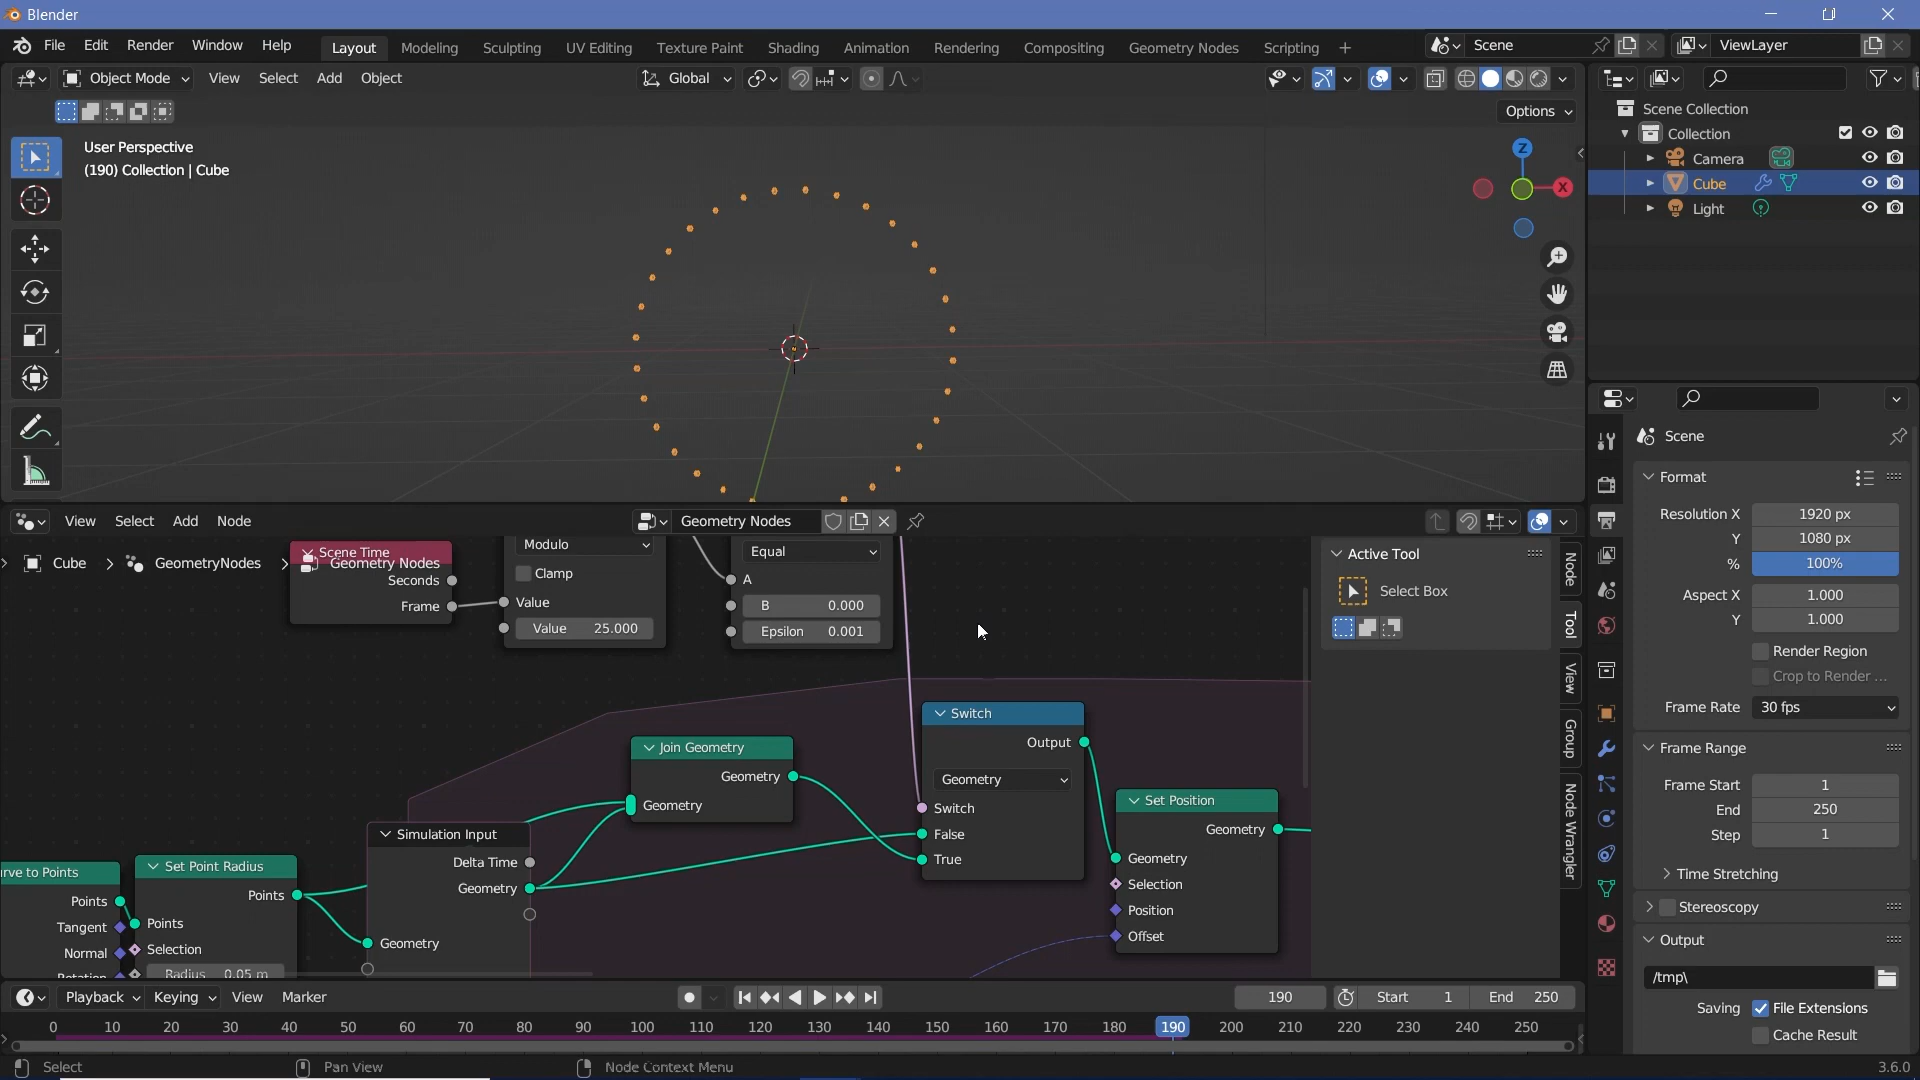 Blender
File Edit Render Window Help Layout Modeling Sculpting UV Editing Texture Paint Shading Animation Rendering Compositing Geometry Nodes Scripting + Scene ViewLayer
Object Mode View Select Add Object Global
Options
User Perspective
(190) Collection | Cube
Z
X
Scene Collection
Collection
Camera
Cube
Light
Scene
Format
Resolution X 1920 px
Y 1080 px
% 100%
Aspect X 1.000
Y 1.000
Render Region
Crop to Render ...
Frame Rate 30 fps
Frame Range
Frame Start 1
End 250
Step 1
Time Stretching
Stereoscopy
Output
/tmp\
Saving File Extensions
Cache Result
View Select Add Node Geometry Nodes
Cube > GeometryNodes > Geometry Nodes
Scene Time
Seconds
Frame
Modulo
Clamp
Value
Value 25.000
Equal
A
B 0.000
Epsilon 0.001
Active Tool
Select Box
Node
Tool
View
Group
Node Wrangler
Switch
Output
Geometry
Switch
False
True
Join Geometry
Geometry
Geometry
Set Position
Geometry
Geometry
Selection
Position
Offset
Simulation Input
Delta Time
Geometry
Geometry
rve to Points
Points
Tangent
Normal
Rotation
Set Point Radius
Points
Points
Selection
Radius 0.05 m
Playback Keying View Marker 190 Start 1 End 250
0 10 20 30 40 50 60 70 80 90 100 110 120 130 140 150 160 170 180 190 200 210 220 230 240 250
Select Pan View Node Context Menu 3.6.0